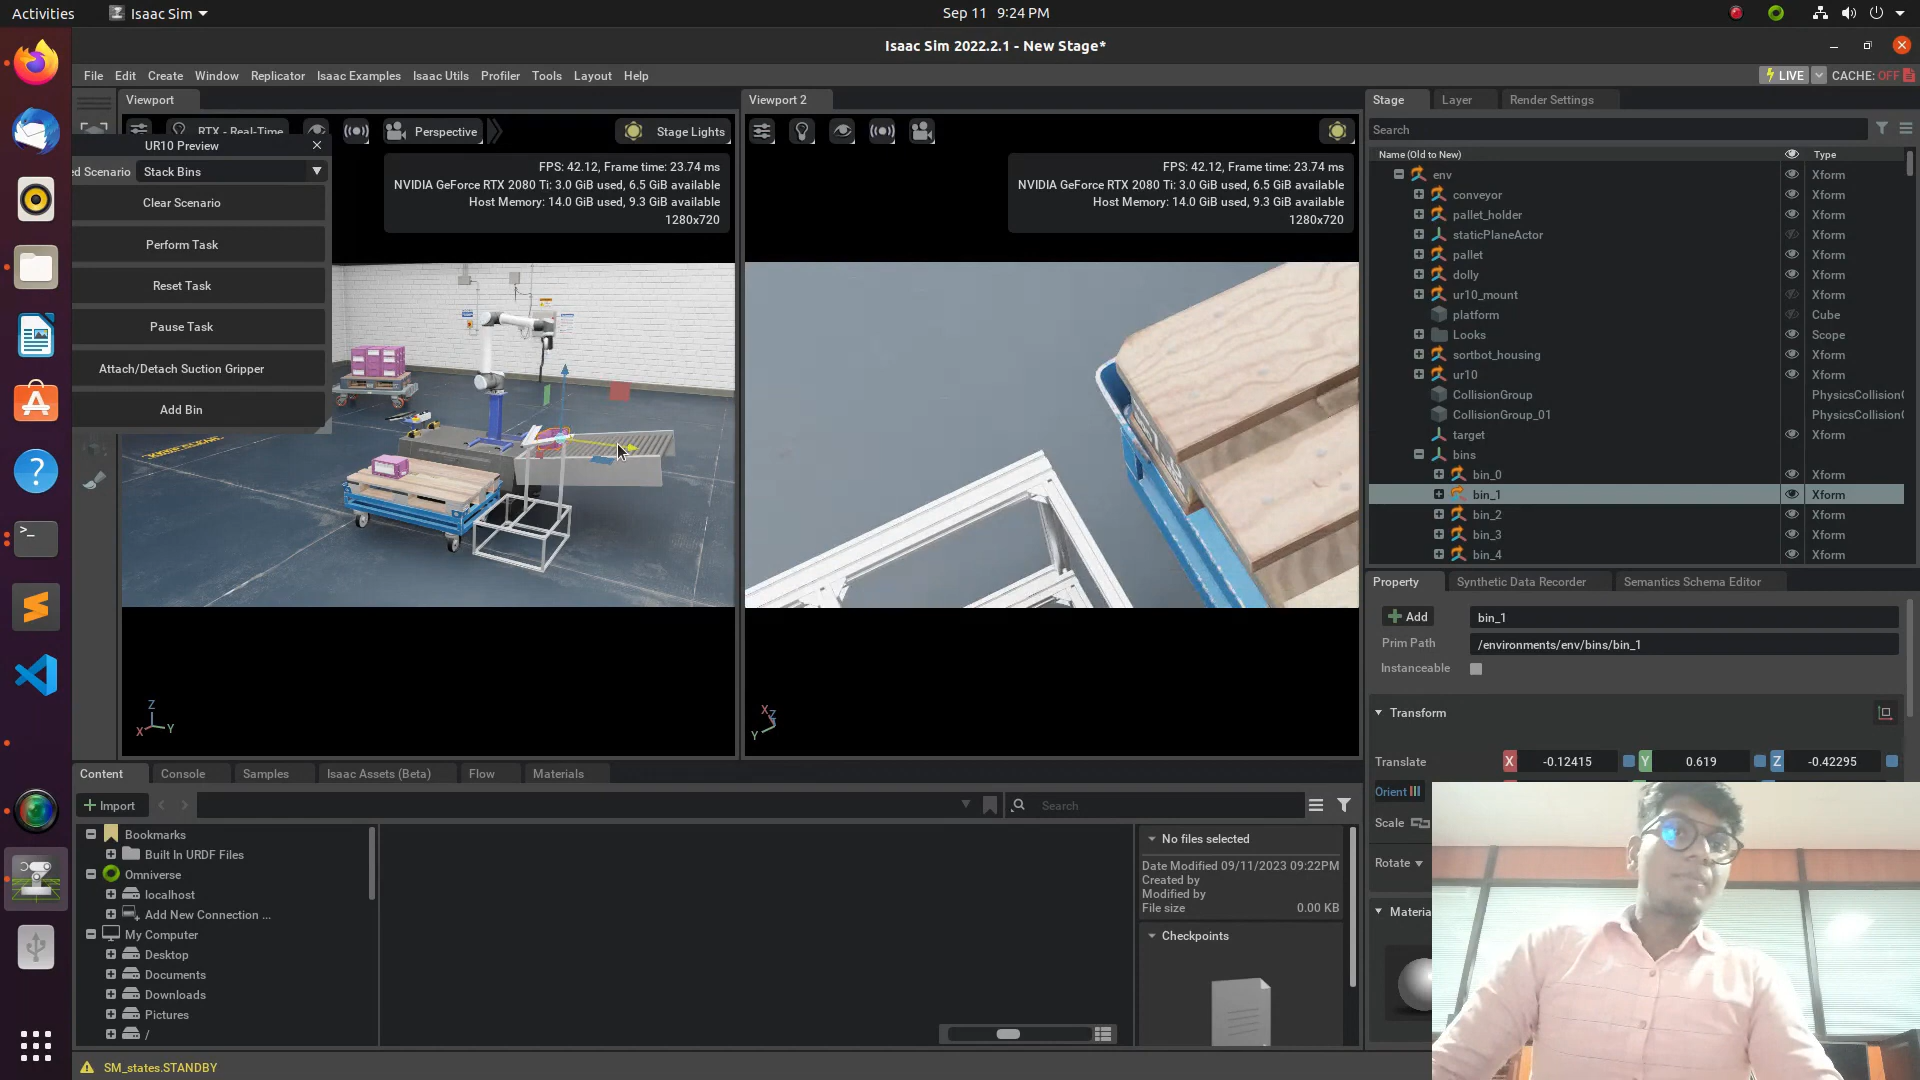 Activities
Isaac Sim
Sep 11 9:24 PM
Isaac Sim 2022.2.1 - New Stage*
File Edit Create Window Replicator Isaac Examples Isaac Utils Synthetic Profiler Tools Layout Help
LIVE
CACHE: OFF
Viewport
RTX - Real-Time
Perspective
Stage Lights
FPS: 42.12, Frame time: 23.74 ms
NVIDIA GeForce RTX 2080 Ti: 3.0 GiB used, 6.5 GiB available
Host Memory: 14.0 GiB used, 9.3 GiB available
1280x720
UR10 Preview
ed Scenario Stack Bins
Clear Scenario
Perform Task
Reset Task
Pause Task
Attach/Detach Suction Gripper
Add Bin
Z
X
Y
Viewport 2
FPS: 42.12, Frame time: 23.74 ms
NVIDIA GeForce RTX 2080 Ti: 3.0 GiB used, 6.5 GiB available
Host Memory: 14.0 GiB used, 9.3 GiB available
1280x720
X
Z
Y
Stage Layer Render Settings
Search
Name (Old to New) Type
env Xform
conveyor Xform
pallet_holder Xform
staticPlaneActor Xform
pallet Xform
dolly Xform
ur10_mount Xform
platform Cube
Looks Scope
sortbot_housing Xform
ur10 Xform
CollisionGroup PhysicsCollision
CollisionGroup_01 PhysicsCollision
target Xform
bins
bin_0 Xform
bin_1 Xform
bin_2 Xform
bin_3 Xform
bin_4 Xform
Property Synthetic Data Recorder Semantics Schema Editor
Add bin_1
Prim Path /environments/env/bins/bin_1
Instanceable
Transform
Translate X -0.12415 Y 0.619 Z -0.42295
Orient
Scale
Rotate
Materia
Content Console Samples Isaac Assets (Beta) Flow Materials
Import
Search
Bookmarks
Built In URDF Files
Omniverse
localhost
Add New Connection ...
My Computer
Desktop
Documents
Downloads
Pictures
/
No files selected
Date Modified 09/11/2023 09:22PM
Created by
Modified by
File size 0.00 KB
Checkpoints
SM_states.STANDBY